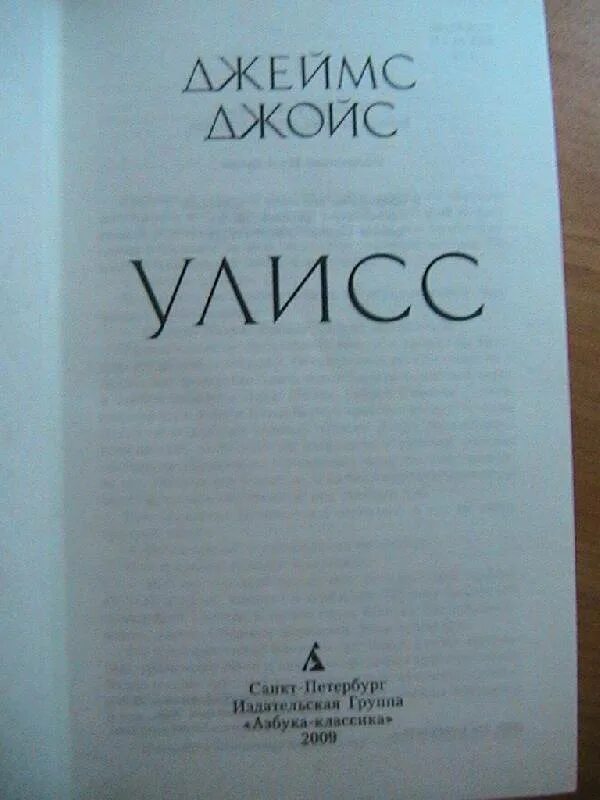 ДЖЕЙМС
ДЖОЙС
УЛИСС
Санкт-Петербург
Издательская Группа
«Азбука-классика»
2009